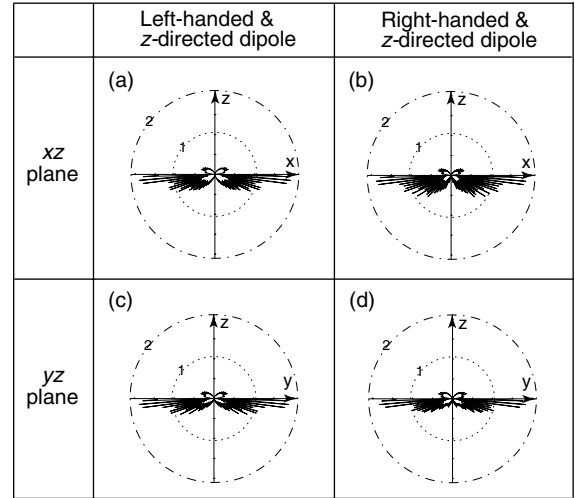 Left-handed &
z-directed dipole
Right-handed &
z-directed dipole
xz
plane
(a)
z
2
1
x
(b)
z
2
1
x
yz
plane
(c)
z
2
1
y
(d)
z
2
1
y